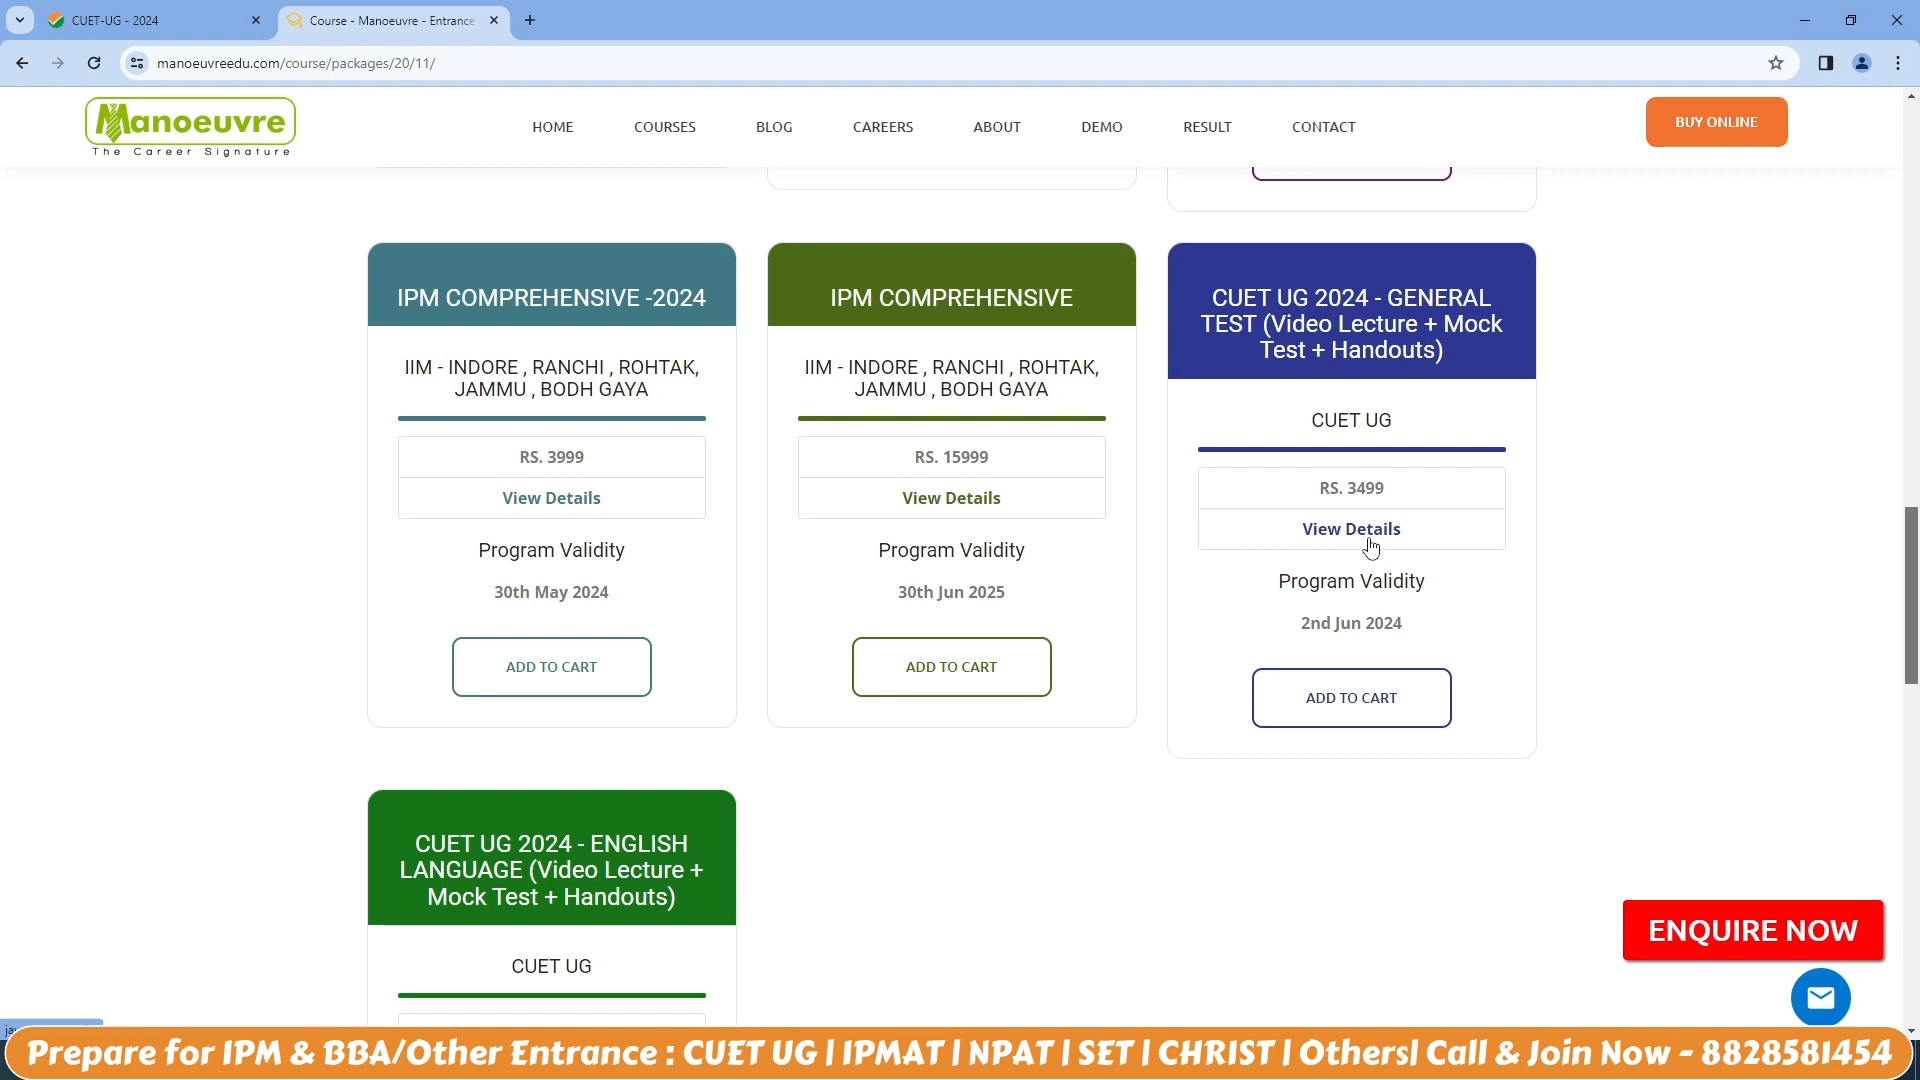 CUET-UG - 2024
Course - Manoeuvre - Entrance
manoeuvreedu.com/course/packages/20/11/
Manoeuvre
The Career Signature
HOME
COURSES
BLOG
CAREERS
ABOUT
DEMO
RESULT
CONTACT
BUY ONLINE
IPM COMPREHENSIVE -2024
IIM - INDORE , RANCHI , ROHTAK,
JAMMU , BODH GAYA
RS. 3999
View Details
Program Validity
30th May 2024
ADD TO CART
IPM COMPREHENSIVE
IIM - INDORE , RANCHI , ROHTAK,
JAMMU , BODH GAYA
RS. 15999
View Details
Program Validity
30th Jun 2025
ADD TO CART
CUET UG 2024 - GENERAL
TEST (Video Lecture + Mock
Test + Handouts)
CUET UG
RS. 3499
View Details
Program Validity
2nd Jun 2024
ADD TO CART
CUET UG 2024 - ENGLISH
LANGUAGE (Video Lecture +
Mock Test + Handouts)
CUET UG
ENQUIRE NOW
Prepare for IPM & BBA/Other Entrance : CUET UG | IPMAT | NPAT | SET | CHRIST | Others| Call & Join Now - 8828581454